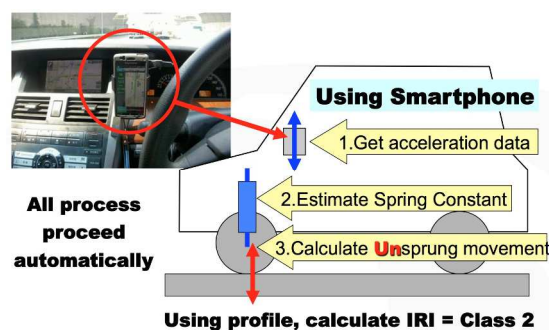 Using Smartphone
1.Get acceleration data
2.Estimate Spring Constant
3.Calculate Unsprung movement
All process
proceed
automatically
Using profile, calculate IRI = Class 2